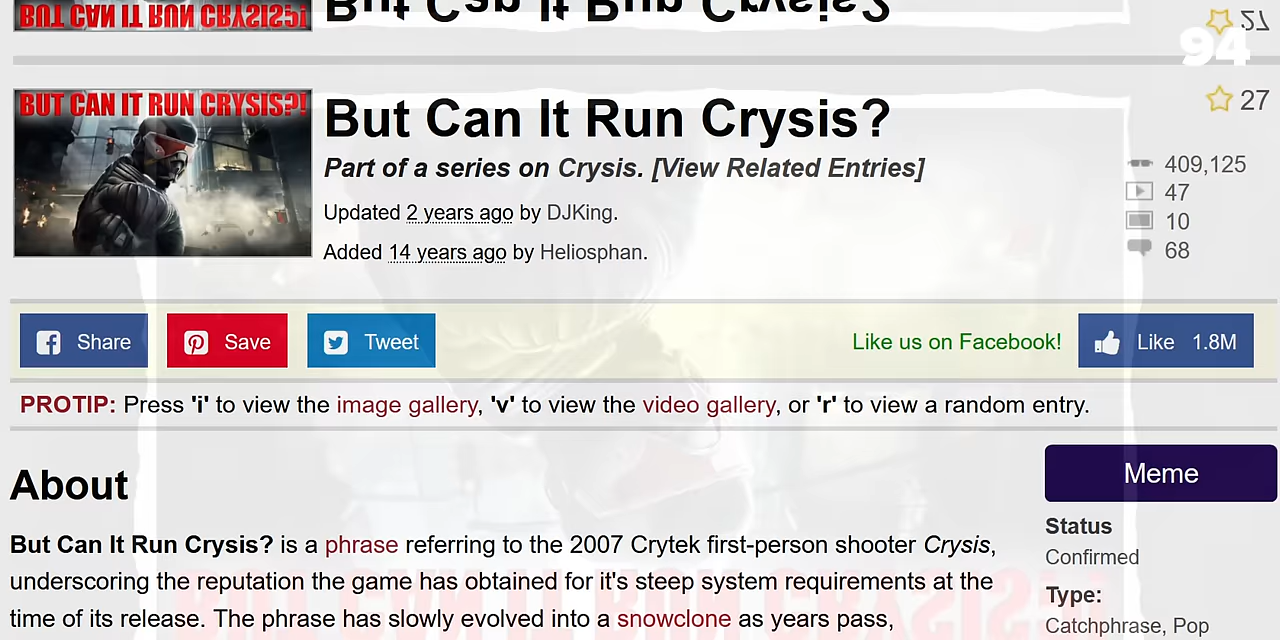 27
94
BUT CAN IT RUN CRYSIS?!
But Can It Run Crysis?
27
Part of a series on Crysis. [View Related Entries]
409,125
47
10
68
Updated 2 years ago by DJKing.
Added 14 years ago by Heliosphan.
Share
Save
Tweet
Like us on Facebook!
Like 1.8M
PROTIP: Press 'i' to view the image gallery, 'v' to view the video gallery, or 'r' to view a random entry.
About
Meme
But Can It Run Crysis? is a phrase referring to the 2007 Crytek first-person shooter Crysis,
underscoring the reputation the game has obtained for it's steep system requirements at the
time of its release. The phrase has slowly evolved into a snowclone as years pass,
Status
Confirmed
Type:
Catchphrase, Pop